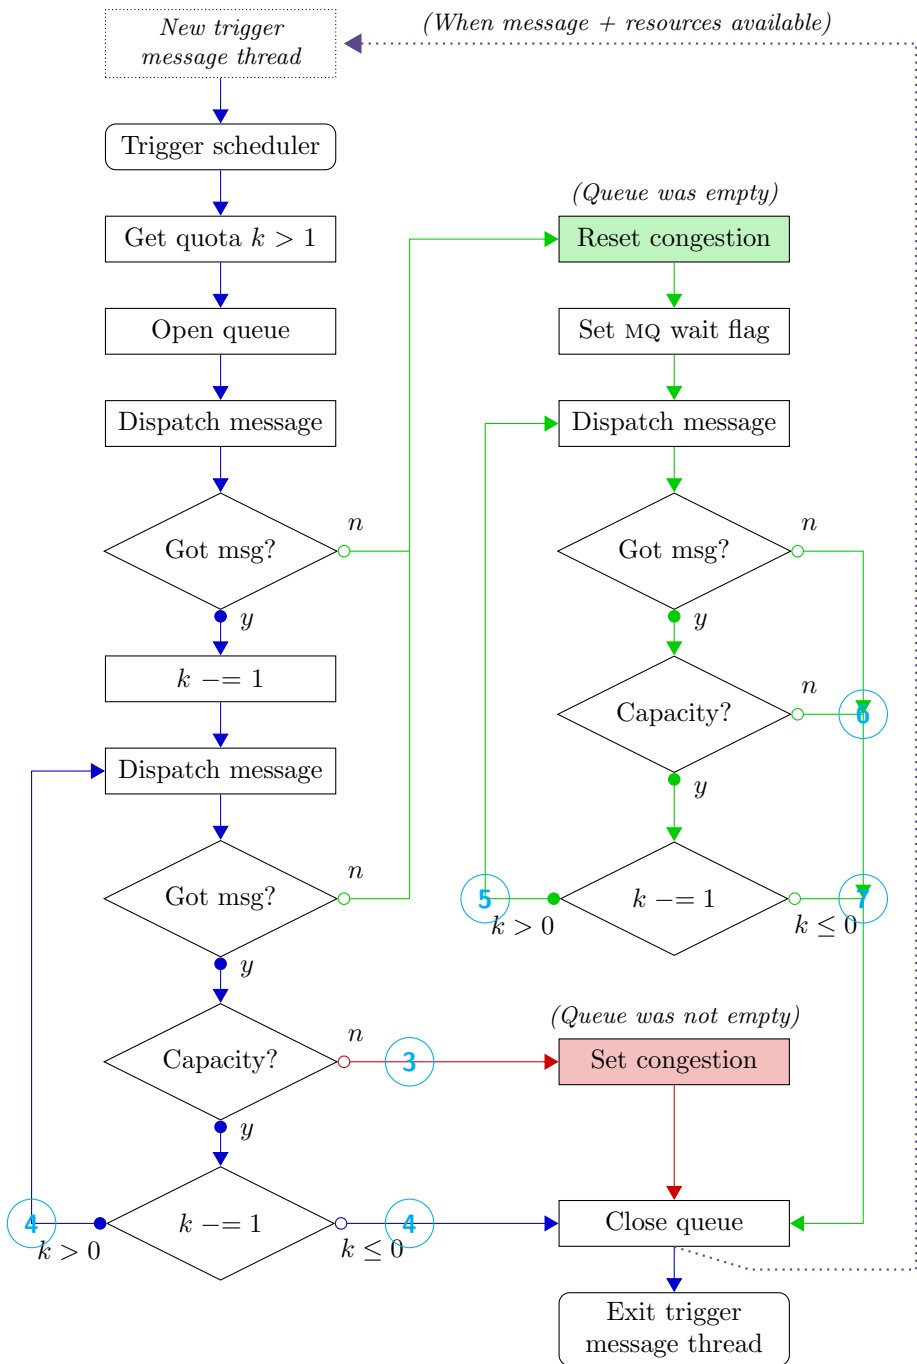 New trigger
message thread
(When message + resources available)
Trigger scheduler
Get quota k > 1
Open queue
Dispatch message
Got msg?
n
y
k −= 1
Dispatch message
Got msg?
n
y
Capacity?
n
3
y
k −= 1
4
k > 0
4
k ≤ 0
(Queue was empty)
Reset congestion
Set MQ wait flag
Dispatch message
Got msg?
n
y
Capacity?
n
6
y
k −= 1
5
k > 0
7
k ≤ 0
(Queue was not empty)
Set congestion
Close queue
Exit trigger
message thread